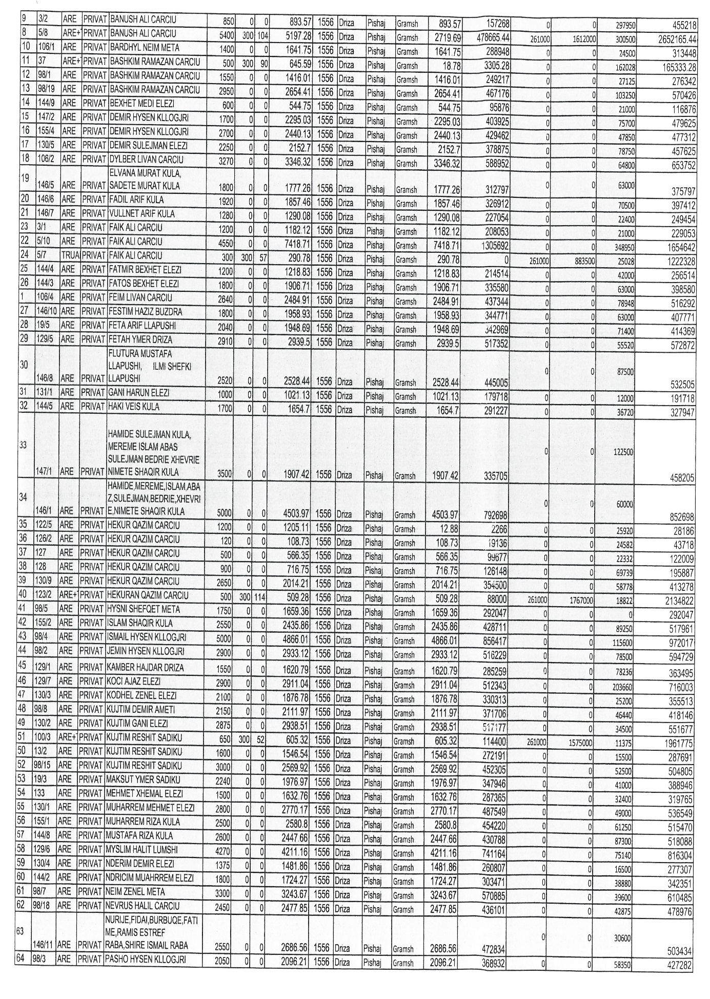 9 3/2 ARE PRIVAT BANUSH ALI CARCIU 850 0 0 893.57 1556 Driza Pishaj Gramsh 893.57 157268 0 0 297950 455218
8 5/8 ARE+ PRIVAT BANUSH ALI CARCIU 5400 300 104 5197.28 1556 Driza Pishaj Gramsh 2719.69 478665.44 261000 1612000 300500 2652165.44
10 106/1 ARE PRIVAT BARDHYL NEIM META 1400 0 0 1641.75 1556 Driza Pishaj Gramsh 1641.75 288948 0 0 24500 313448
11 37 ARE+ PRIVAT BASHKIM RAMAZAN CARCIU 500 300 90 645.59 1556 Driza Pishaj Gramsh 18.78 3305.28 0 0 162028 165333.28
12 98/1 ARE PRIVAT BASHKIM RAMAZAN CARCIU 1550 0 0 1416.01 1556 Driza Pishaj Gramsh 1416.01 249217 0 0 27125 276342
13 98/19 ARE PRIVAT BASHKIM RAMAZAN CARCIU 2950 0 0 2654.41 1556 Driza Pishaj Gramsh 2654.41 467176 0 0 103250 570426
14 144/9 ARE PRIVAT BEXHET MEDI ELEZI 600 0 0 544.75 1556 Driza Pishaj Gramsh 544.75 95876 0 0 21000 116876
15 147/2 ARE PRIVAT DEMIR HYSEN KLLOGJRI 1700 0 0 2295.03 1556 Driza Pishaj Gramsh 2295.03 403925 0 0 75700 479625
16 155/4 ARE PRIVAT DEMIR HYSEN KLLOGJRI 2700 0 0 2440.13 1556 Driza Pishaj Gramsh 2440.13 429462 0 0 47850 477312
17 130/5 ARE PRIVAT DEMIR SULEJMAN ELEZI 2250 0 0 2152.7 1556 Driza Pishaj Gramsh 2152.7 378875 0 0 78750 457625
18 106/2 ARE PRIVAT DYLBER LIVAN CARCIU 3270 0 0 3346.32 1556 Driza Pishaj Gramsh 3346.32 588952 0 0 64800 653752
ELVANA MURAT KULA,
19 146/5 ARE PRIVAT SADETE MURAT KULA 1800 0 0 1777.26 1556 Driza Pishaj Gramsh 1777.26 312797 0 0 63000 375797
20 146/6 ARE PRIVAT FADIL ARIF KULA 1920 0 0 1857.46 1556 Driza Pishaj Gramsh 1857.46 326912 0 0 70500 397412
21 146/7 ARE PRIVAT VULLNET ARIF KULA 1280 0 0 1290.08 1556 Driza Pishaj Gramsh 1290.08 227054 0 0 22400 249454
23 3/1 ARE PRIVAT FAIK ALI CARCIU 1200 0 0 1182.12 1556 Driza Pishaj Gramsh 1182.12 208053 0 0 21000 229053
22 5/10 ARE PRIVAT FAIK ALI CARCIU 4550 0 0 7418.71 1556 Driza Pishaj Gramsh 7418.71 1305692 0 0 348950 1654642
24 5/7 TRUA PRIVAT FAIK ALI CARCIU 300 300 57 290.78 1556 Driza Pishaj Gramsh 290.78 0 261000 883500 25028 1222328
25 144/4 ARE PRIVAT FATMIR BEXHET ELEZI 1200 0 0 1218.83 1556 Driza Pishaj Gramsh 1218.83 214514 0 0 42000 256514
26 144/3 ARE PRIVAT FATOS BEXHET ELEZI 1800 0 0 1906.71 1556 Driza Pishaj Gramsh 1906.71 335580 0 0 63000 398580
1 106/4 ARE PRIVAT FEIM LIVAN CARCIU 2640 0 0 2484.91 1556 Driza Pishaj Gramsh 2484.91 437344 0 0 78948 516292
27 146/10 ARE PRIVAT FESTIM HAZIZ BUZDRA 1800 0 0 1958.93 1556 Driza Pishaj Gramsh 1958.93 344771 0 0 63000 407771
28 19/5 ARE PRIVAT FETA ARIF LLAPUSHI 2040 0 0 1948.69 1556 Driza Pishaj Gramsh 1948.69 342969 0 0 71400 414369
29 129/5 ARE PRIVAT FETAH YMER DRIZA 2910 0 0 2939.5 1556 Driza Pishaj Gramsh 2939.5 517352 0 0 55520 572872
FLUTURA MUSTAFA
LLAPUSHI, ILMI SHEFKI
30 146/8 ARE PRIVAT LLAPUSHI 2520 0 0 2528.44 1556 Driza Pishaj Gramsh 2528.44 445005 0 0 87500 532505
31 131/1 ARE PRIVAT GANI HARUN ELEZI 1000 0 0 1021.13 1556 Driza Pishaj Gramsh 1021.13 179718 0 0 12000 191718
32 144/5 ARE PRIVAT HAKI VEIS KULA 1700 0 0 1654.7 1556 Driza Pishaj Gramsh 1654.7 291227 0 0 36720 327947
HAMIDE SULEJMAN KULA,
MEREME ISLAM ABAS
SULEJMAN BEDRIE XHEVRIE
33 147/1 ARE PRIVAT NIMETE SHAQIR KULA 3500 0 0 1907.42 1556 Driza Pishaj Gramsh 1907.42 335705 0 0 122500 458205
HAMIDE,MEREME,ISLAM,ABA
Z,SULEJMAN,BEDRIE,XHEVRI
34 146/1 ARE PRIVAT E,NIMETE SHAQIR KULA 5000 0 0 4503.97 1556 Driza Pishaj Gramsh 4503.97 792698 0 0 60000 852698
35 122/5 ARE PRIVAT HEKUR QAZIM CARCIU 1200 0 0 1205.11 1556 Driza Pishaj Gramsh 12.88 2266 0 0 25920 28186
36 126/2 ARE PRIVAT HEKUR QAZIM CARCIU 120 0 0 108.73 1556 Driza Pishaj Gramsh 108.73 19136 0 0 24582 43718
37 127 ARE PRIVAT HEKUR QAZIM CARCIU 500 0 0 566.35 1556 Driza Pishaj Gramsh 566.35 99677 0 0 22332 122009
38 128 ARE PRIVAT HEKUR QAZIM CARCIU 900 0 0 716.75 1556 Driza Pishaj Gramsh 716.75 126148 0 0 69739 195887
39 130/9 ARE PRIVAT HEKUR QAZIM CARCIU 2650 0 0 2014.21 1556 Driza Pishaj Gramsh 2014.21 354500 0 0 58778 413278
40 123/2 ARE+ PRIVAT HEKURAN QAZIM CARCIU 500 300 114 509.28 1556 Driza Pishaj Gramsh 509.28 88000 261000 1767000 18822 2134822
41 98/5 ARE PRIVAT HYSNI SHEFQET META 1750 0 0 1659.36 1556 Driza Pishaj Gramsh 1659.36 292047 0 0 0 292047
42 155/2 ARE PRIVAT ISLAM SHAQIR KULA 2550 0 0 2435.86 1556 Driza Pishaj Gramsh 2435.86 428711 0 0 89250 517961
43 98/4 ARE PRIVAT ISMAIL HYSEN KLLOGJRI 5000 0 0 4866.01 1556 Driza Pishaj Gramsh 4866.01 856417 0 0 115600 972017
44 98/2 ARE PRIVAT JEMIN HYSEN KLLOGJRI 2900 0 0 2933.12 1556 Driza Pishaj Gramsh 2933.12 516229 0 0 78500 594729
45 129/1 ARE PRIVAT KAMBER HAJDAR DRIZA 1550 0 0 1620.79 1556 Driza Pishaj Gramsh 1620.79 285259 0 0 78236 363495
46 129/7 ARE PRIVAT KOCI AJAZ ELEZI 2900 0 0 2911.04 1556 Driza Pishaj Gramsh 2911.04 512343 0 0 203660 716003
47 130/3 ARE PRIVAT KODHEL ZENEL ELEZI 2100 0 0 1876.78 1556 Driza Pishaj Gramsh 1876.78 330313 0 0 25200 355513
48 98/8 ARE PRIVAT KUJTIM DEMIR AMETI 2150 0 0 2111.97 1556 Driza Pishaj Gramsh 2111.97 371706 0 0 46440 418146
49 130/2 ARE PRIVAT KUJTIM GANI ELEZI 2875 0 0 2938.51 1556 Driza Pishaj Gramsh 2938.51 517177 0 0 34500 551677
51 100/3 ARE+ PRIVAT KUJTIM RESHIT SADIKU 650 300 52 605.32 1556 Driza Pishaj Gramsh 605.32 114400 261000 1575000 11375 1961775
50 13/2 ARE PRIVAT KUJTIM RESHIT SADIKU 1600 0 0 1546.54 1556 Driza Pishaj Gramsh 1546.54 272191 0 0 15500 287691
52 98/15 ARE PRIVAT KUJTIM RESHIT SADIKU 3000 0 0 2569.92 1556 Driza Pishaj Gramsh 2569.92 452305 0 0 52500 504805
53 19/3 ARE PRIVAT MAKSUT YMER SADIKU 2240 0 0 1976.97 1556 Driza Pishaj Gramsh 1976.97 347946 0 0 41000 388946
54 133 ARE PRIVAT MEHMET XHEMAL ELEZI 1500 0 0 1632.76 1556 Driza Pishaj Gramsh 1632.76 287365 0 0 32400 319765
55 130/1 ARE PRIVAT MUHARREM MEHMET ELEZI 2800 0 0 2770.17 1556 Driza Pishaj Gramsh 2770.17 487549 0 0 49000 536549
56 155/1 ARE PRIVAT MUHARREM RIZA KULA 2500 0 0 2580.8 1556 Driza Pishaj Gramsh 2580.8 454220 0 0 61250 515470
57 144/8 ARE PRIVAT MUSTAFA RIZA KULA 2600 0 0 2447.66 1556 Driza Pishaj Gramsh 2447.66 430788 0 0 87300 518088
58 129/6 ARE PRIVAT MYSLIM HALIT LUMSHI 4270 0 0 4211.16 1556 Driza Pishaj Gramsh 4211.16 741164 0 0 75140 816304
59 130/4 ARE PRIVAT NDERIM DEMIR ELEZI 1375 0 0 1481.86 1556 Driza Pishaj Gramsh 1481.86 260807 0 0 16500 277307
60 144/2 ARE PRIVAT NDRICIM MUAHRREM ELEZI 1800 0 0 1724.27 1556 Driza Pishaj Gramsh 1724.27 303471 0 0 38880 342351
61 98/7 ARE PRIVAT NEIM ZENEL META 3300 0 0 3243.67 1556 Driza Pishaj Gramsh 3243.67 570885 0 0 39600 610485
62 98/18 ARE PRIVAT NEVRUS HALIL CARCIU 2450 0 0 2477.85 1556 Driza Pishaj Gramsh 2477.85 436101 0 0 42875 478976
NURIJE,FIDAI,BURBUQE,FATI
ME,RAMIS ESTREF
63 146/11 ARE PRIVAT RABA,SHIRE ISMAIL RABA 2550 0 0 2686.56 1556 Driza Pishaj Gramsh 2686.56 472834 0 0 30600 503434
64 98/3 ARE PRIVAT PASHO HYSEN KLLOGJRI 2050 0 0 2096.21 1556 Driza Pishaj Gramsh 2096.21 368932 0 0 58350 427282